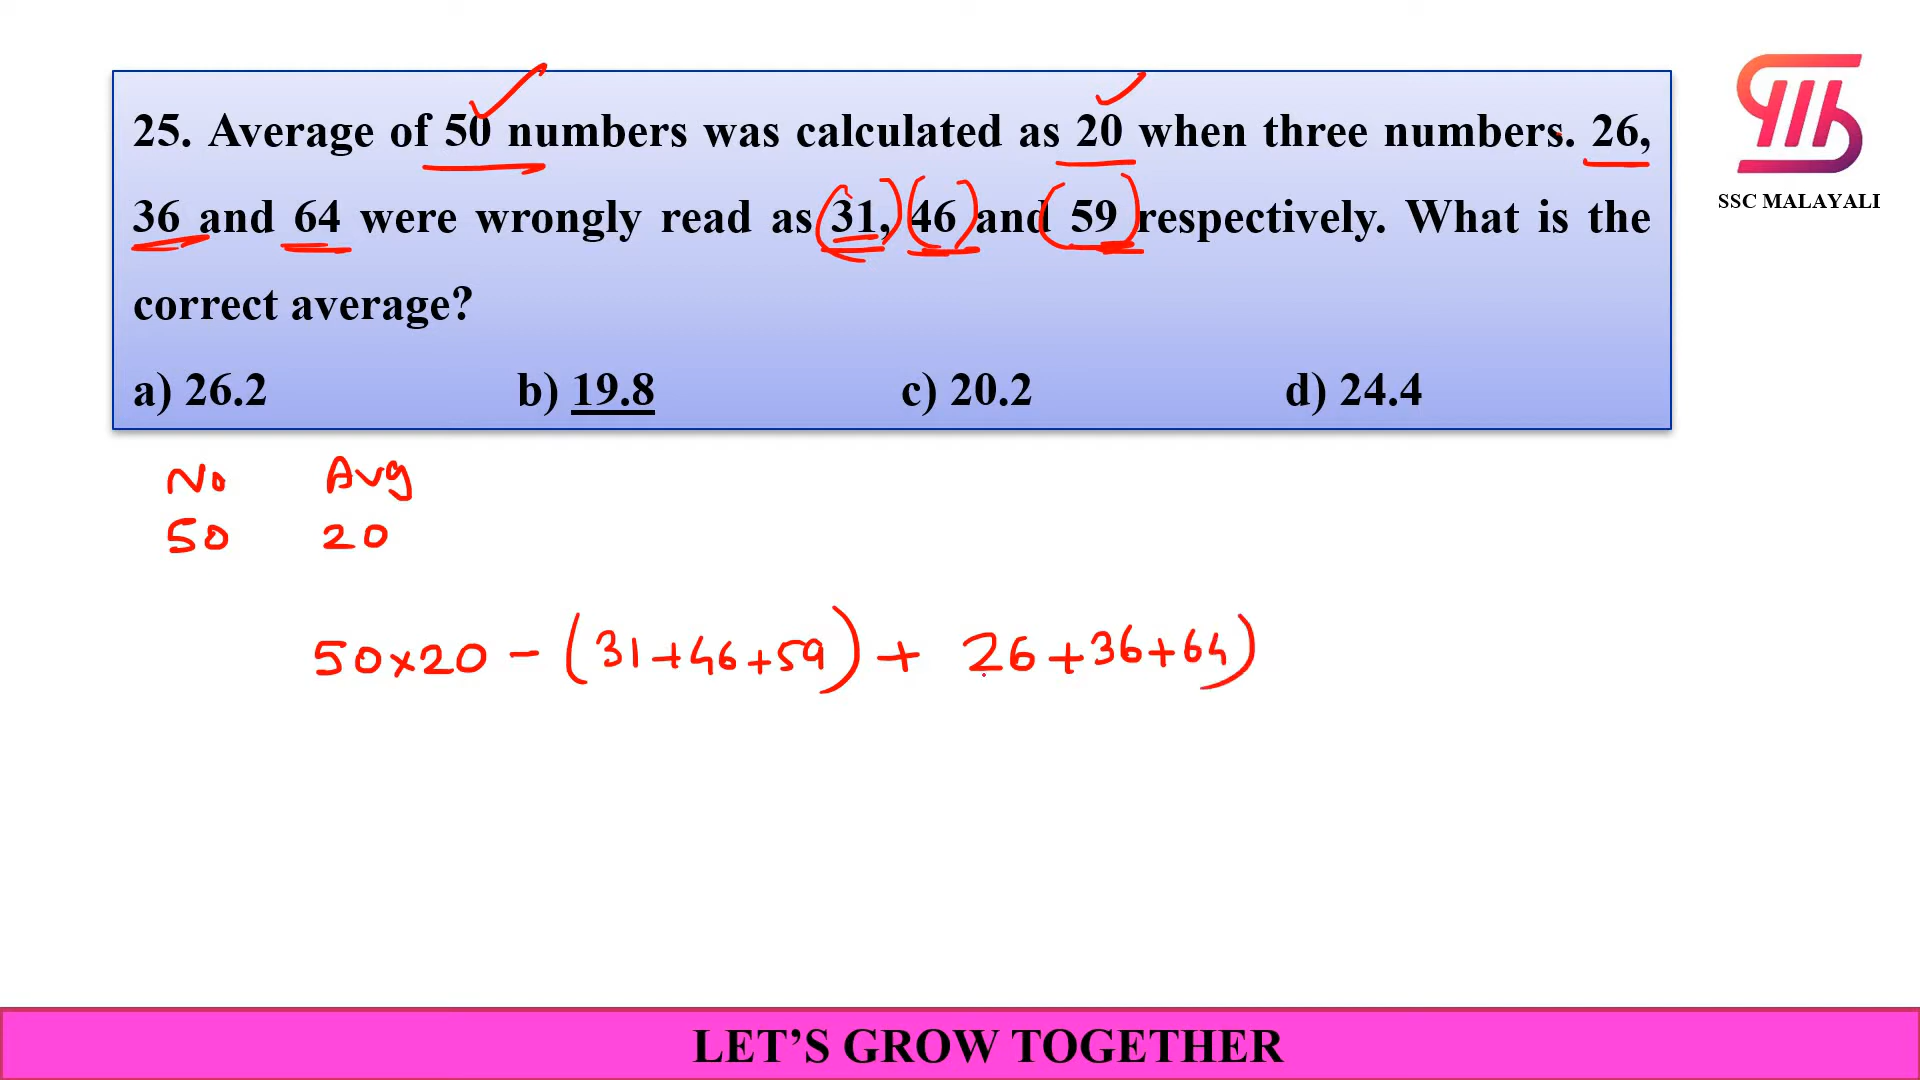 25. Average of 50 numbers was calculated as 20 when three numbers. 26,
36 and 64 were wrongly read as 31, 46 and 59 respectively. What is the
correct average?
a) 26.2 b) 19.8 c) 20.2 d) 24.4
SSC MALAYALI
No Avg
50 20
50×20 - (31+46+59) + 26+36+64)
LET'S GROW TOGETHER